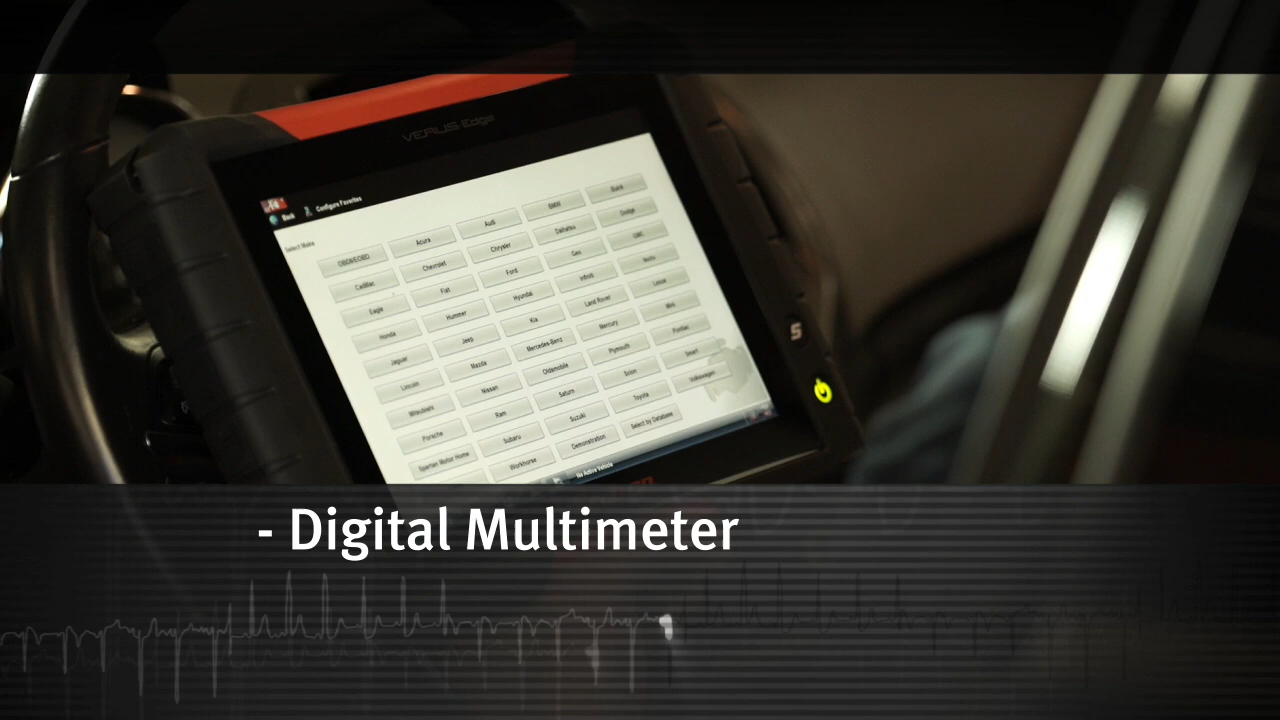 VERUS Edge
Back
Configure Favorites
Select Make
OBDII/EOBD Acura Audi BMW Buick
Cadillac Chevrolet Chrysler Daihatsu Dodge
Eagle Fiat Ford Geo GMC
Honda Hummer Hyundai Infiniti Isuzu
Jaguar Jeep Kia Land Rover Lexus
Lincoln Mazda Mercedes-Benz Mercury Mini
Mitsubishi Nissan Oldsmobile Plymouth Pontiac
Porsche Ram Saturn Scion Smart
Spartan Motor Home Subaru Suzuki Toyota Volkswagen
Workhorse Demonstration Select by Database
No Active Vehicle
S
- Digital Multimeter